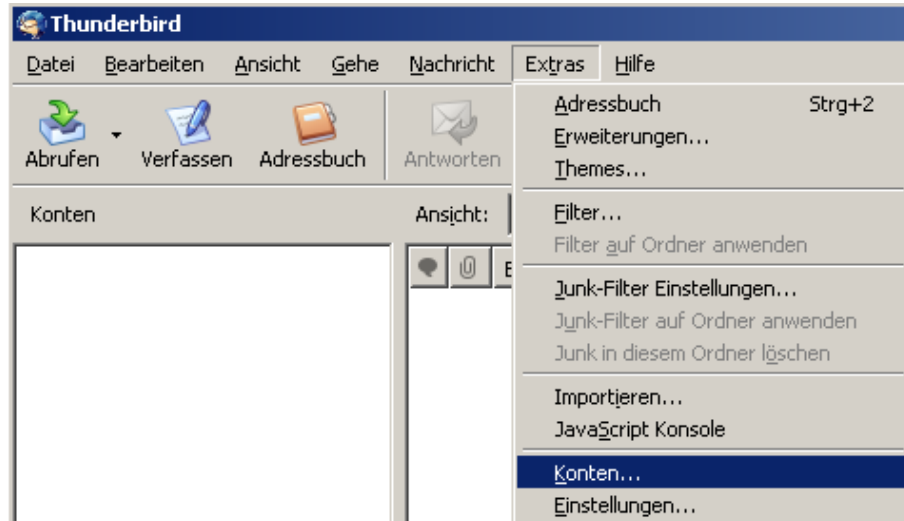 Thunderbird
Datei Bearbeiten Ansicht Gehe Nachricht Extras Hilfe
Abrufen Verfassen Adressbuch Antworten
Konten Ansicht:
Adressbuch Strg+2
Erweiterungen...
Themes...
Filter...
Filter auf Ordner anwenden
Junk-Filter Einstellungen...
Junk-Filter auf Ordner anwenden
Junk in diesem Ordner löschen
Importieren...
JavaScript Konsole
Konten...
Einstellungen...